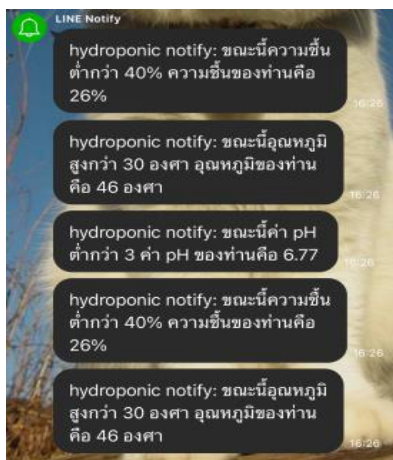 LINE Notify
hydroponic notify: ขณะนี้ความชื้น
ต่ำกว่า 40% ความชื้นของท่านคือ
26%
16:26
hydroponic notify: ขณะนี้อุณหภูมิ
สูงกว่า 30 องศา อุณหภูมิของท่าน
คือ 46 องศา
16:26
hydroponic notify: ขณะนี้ค่า pH
ต่ำกว่า 3 ค่า pH ของท่านคือ 6.77
16:26
hydroponic notify: ขณะนี้ความชื้น
ต่ำกว่า 40% ความชื้นของท่านคือ
26%
16:26
hydroponic notify: ขณะนี้อุณหภูมิ
สูงกว่า 30 องศา อุณหภูมิของท่าน
คือ 46 องศา
16:26